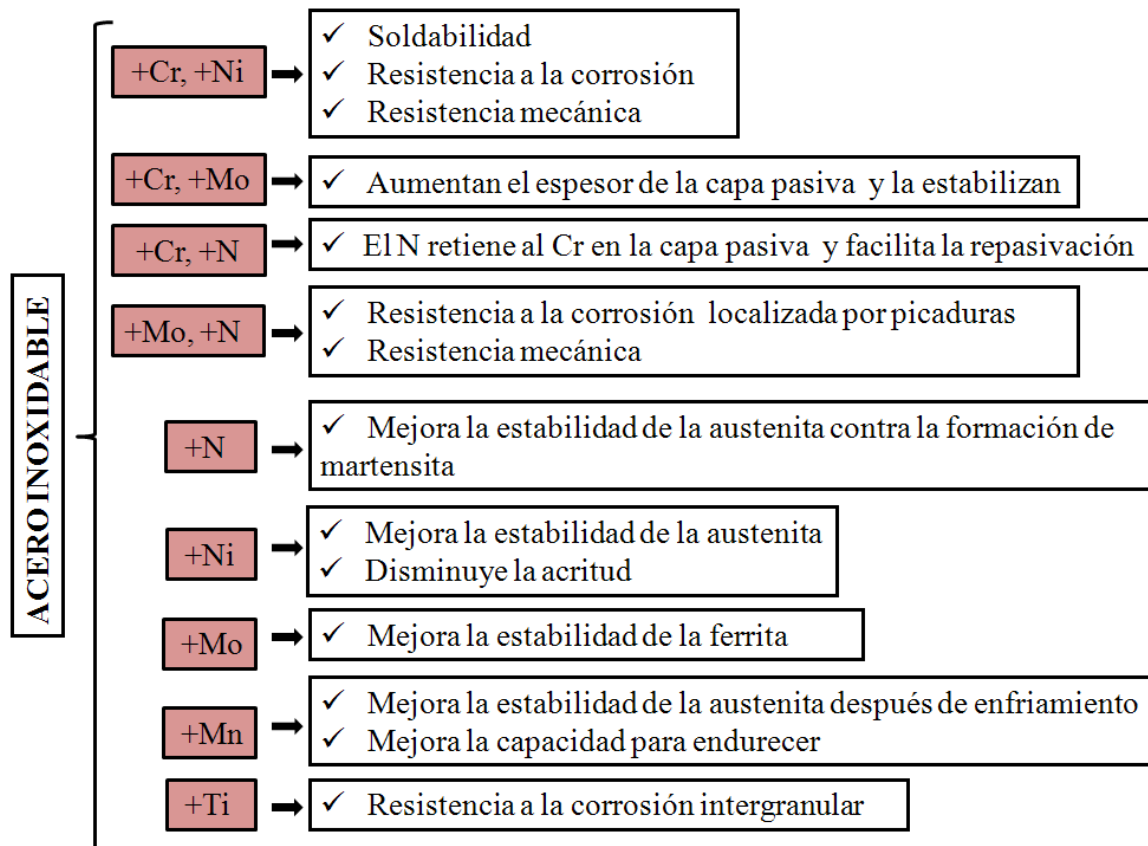 ACERO INOXIDABLE
+Cr, +Ni
✓ Soldabilidad
✓ Resistencia a la corrosión
✓ Resistencia mecánica
+Cr, +Mo
✓ Aumentan el espesor de la capa pasiva y la estabilizan
+Cr, +N
✓ El N retiene al Cr en la capa pasiva y facilita la repasivación
+Mo, +N
✓ Resistencia a la corrosión localizada por picaduras
✓ Resistencia mecánica
+N
✓ Mejora la estabilidad de la austenita contra la formación de
martensita
+Ni
✓ Mejora la estabilidad de la austenita
✓ Disminuye la acritud
+Mo
✓ Mejora la estabilidad de la ferrita
+Mn
✓ Mejora la estabilidad de la austenita después de enfriamiento
✓ Mejora la capacidad para endurecer
+Ti
✓ Resistencia a la corrosión intergranular